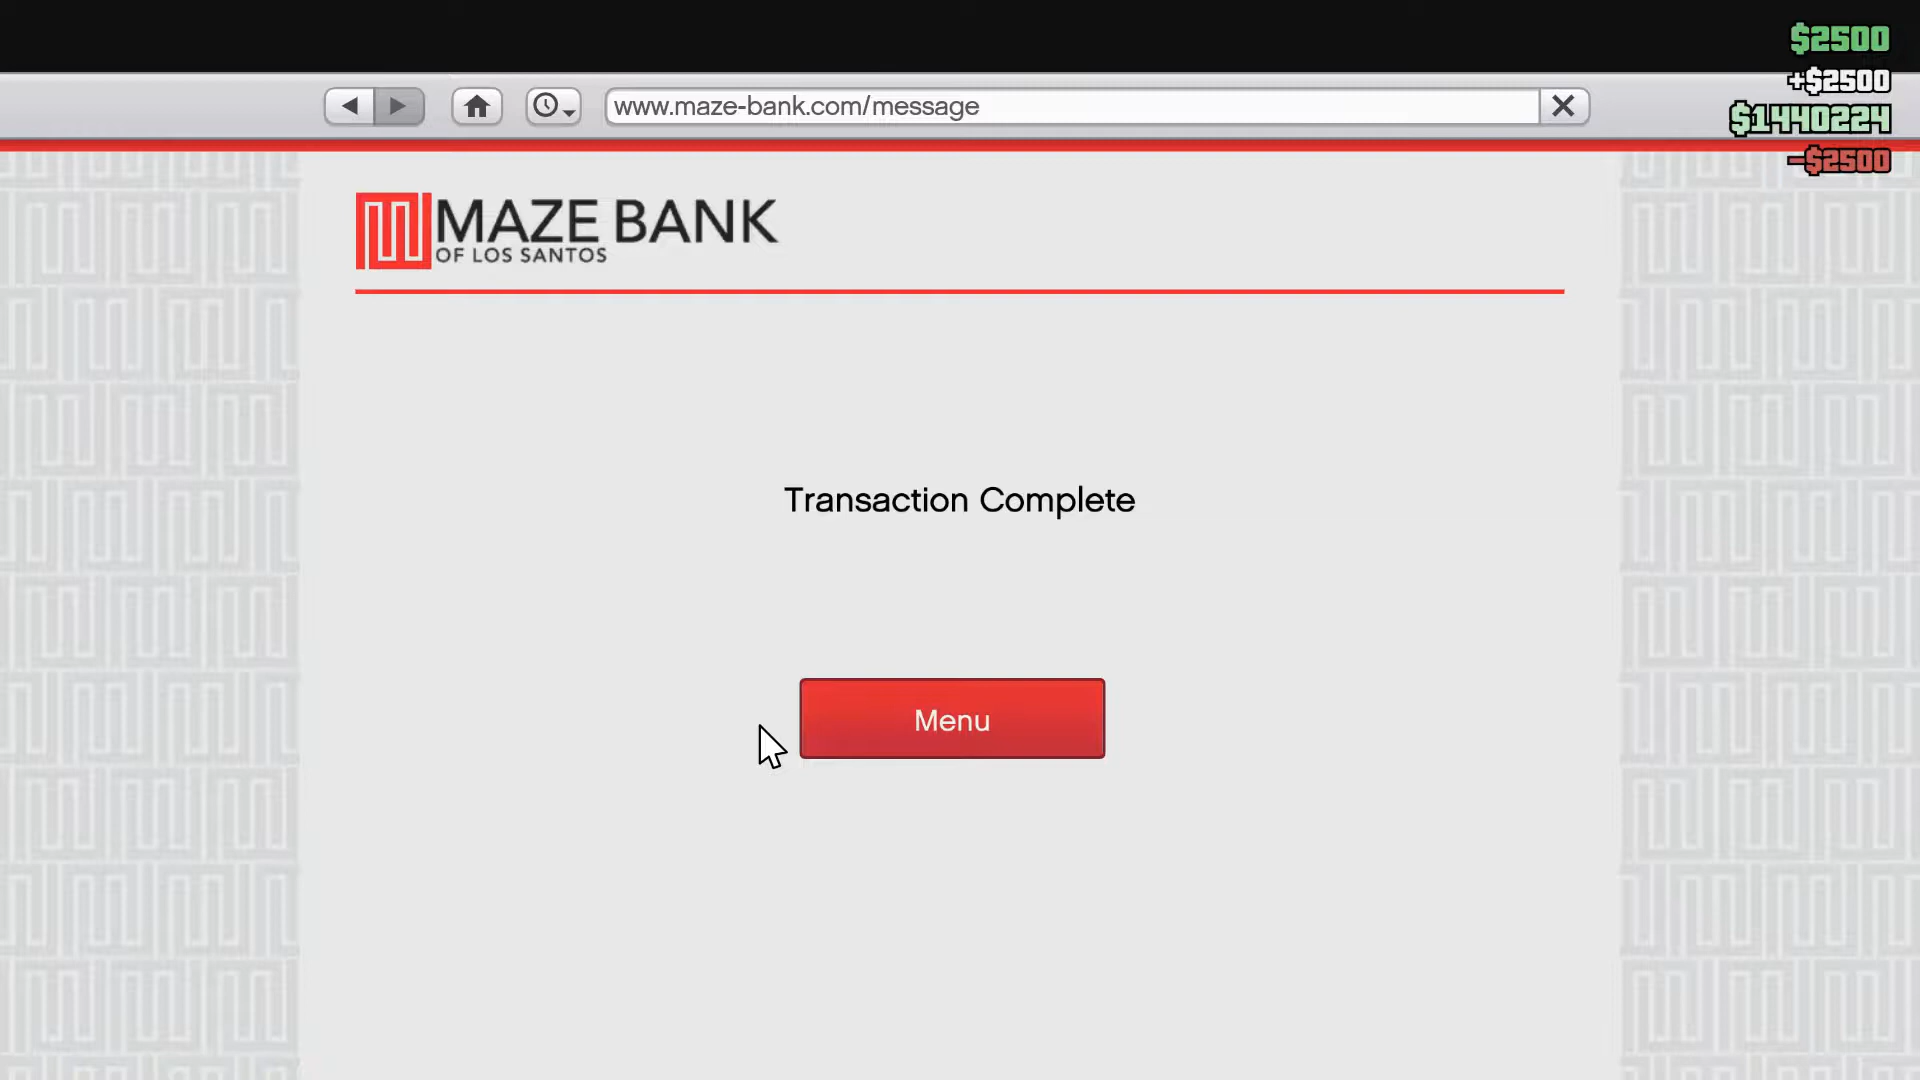 $2500
+$2500
www.maze-bank.com/message
$1440224
-$2500
MAZE BANK
OF LOS SANTOS
Transaction Complete
Menu